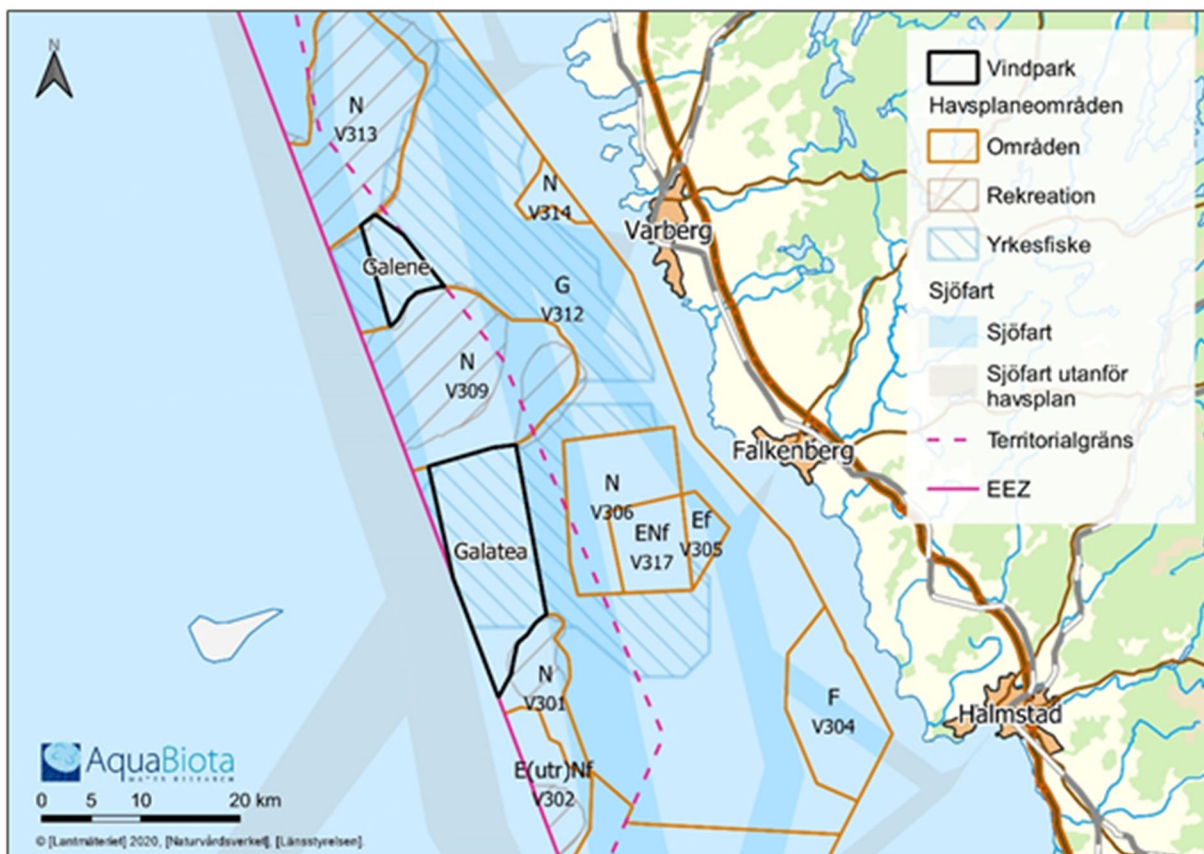 N
N
V313
N
V314
Varberg
Galene
G
V312
N
V309
Falkenberg
N
V306
Ef
V305
ENf
V317
Galatea
N
V301
F
V304
Halmstad
E(utr)Nf
V302
Vindpark
Havsplaneområden
Områden
Rekreation
Yrkesfiske
Sjöfart
Sjöfart
Sjöfart utanför
havsplan
Territorialgräns
EEZ
AquaBiota
WATER RESEARCH
0 5 10 20 km
© [Lantmäteriet] 2020, [Naturvårdsverket], [Länsstyrelsen].